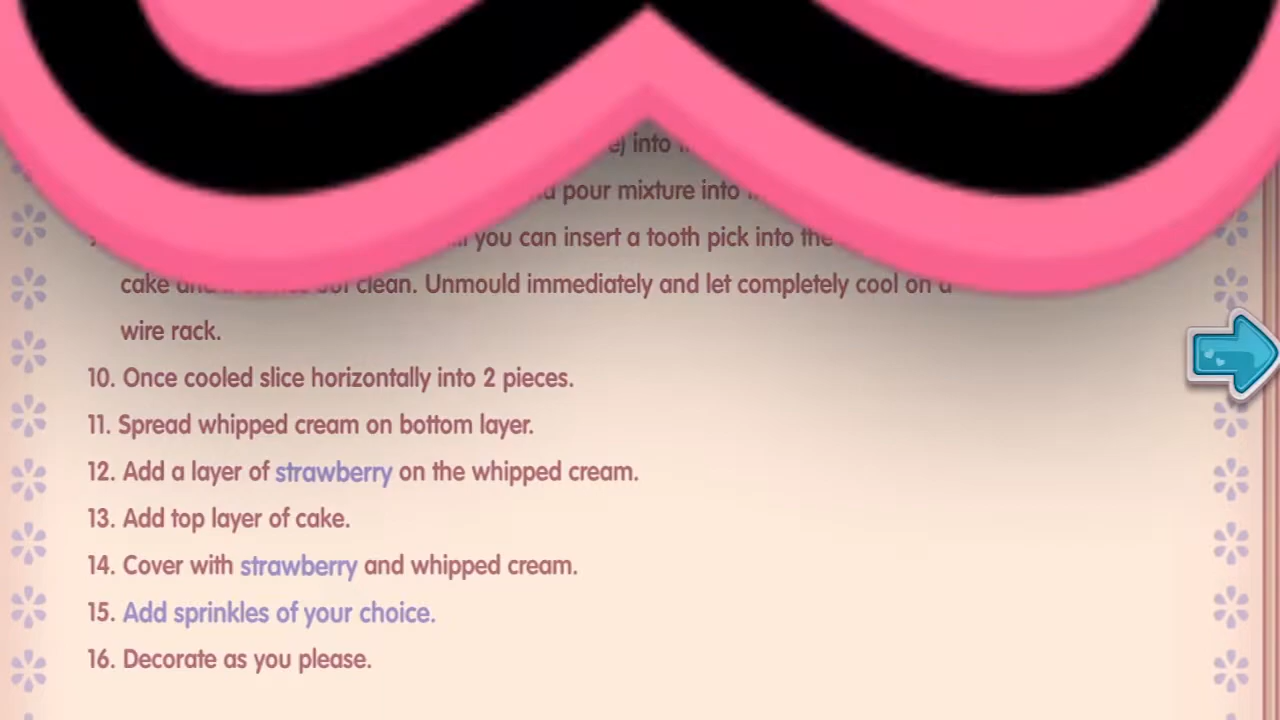 into
pour mixture into
you can insert a tooth pick into the
cake clean. Unmould immediately and let completely cool on a
wire rack.
10. Once cooled slice horizontally into 2 pieces.
11. Spread whipped cream on bottom layer.
12. Add a layer of strawberry on the whipped cream.
13. Add top layer of cake.
14. Cover with strawberry and whipped cream.
15. Add sprinkles of your choice.
16. Decorate as you please.